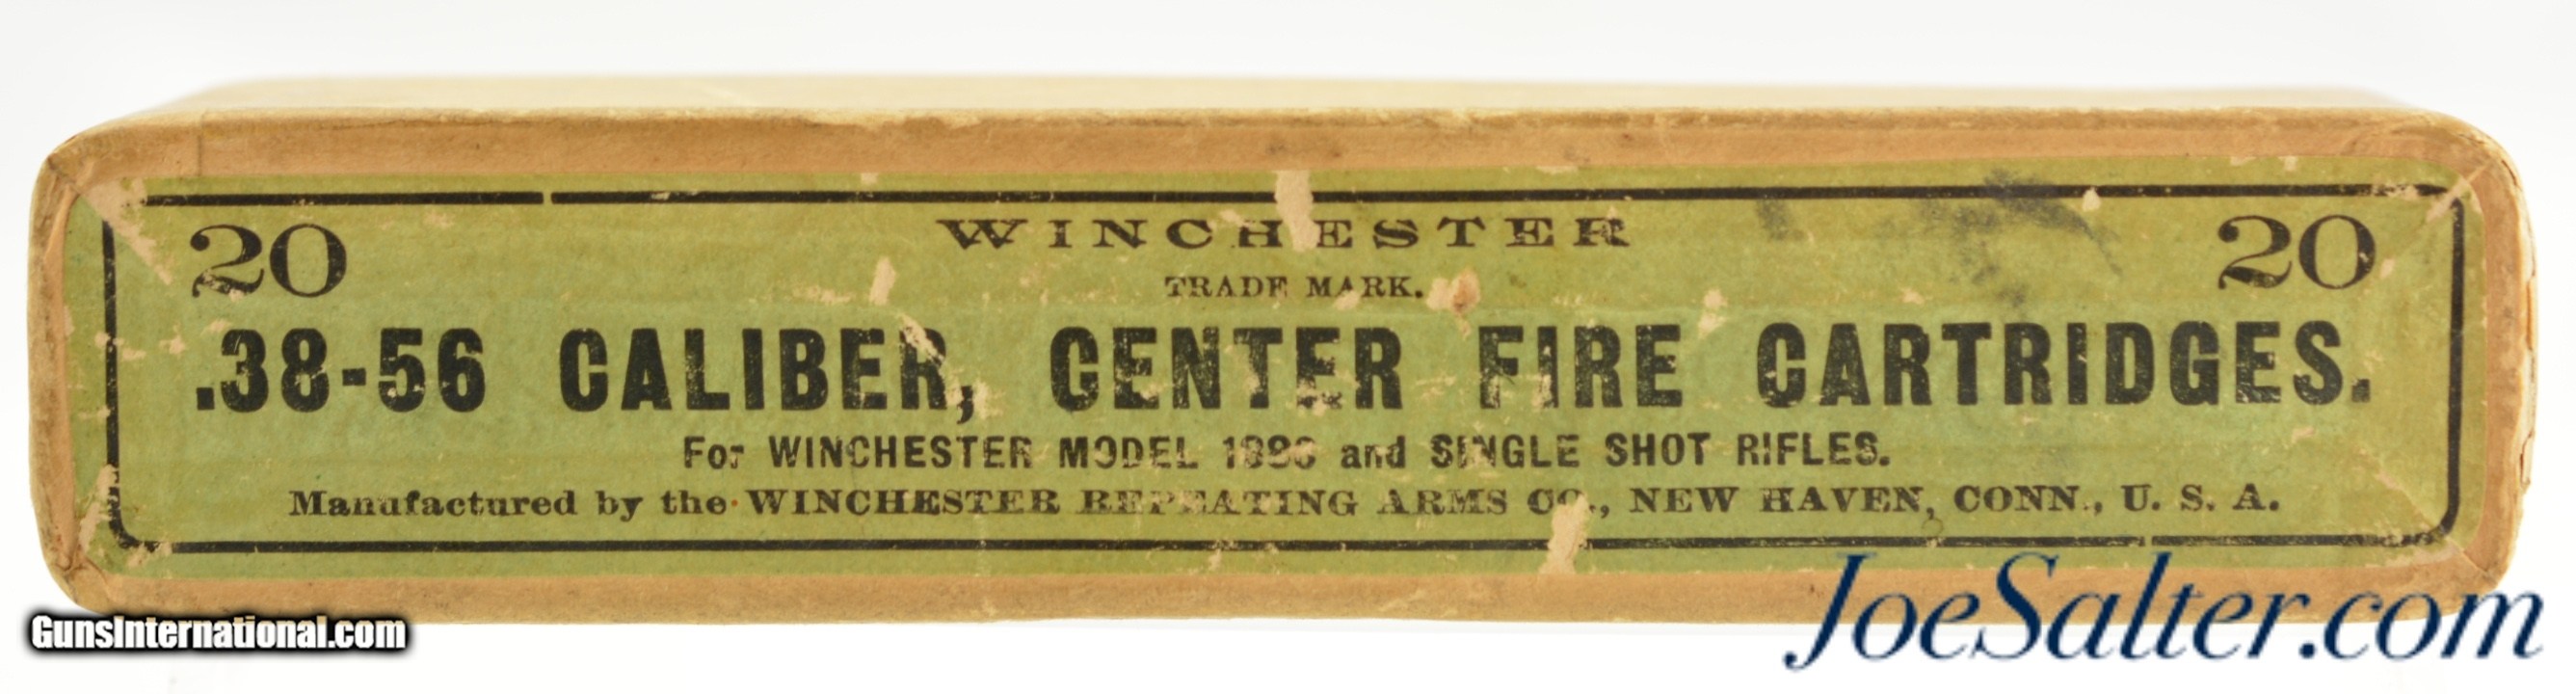 20 WINCHESTER 20
TRADE MARK.
.38-56 CALIBER, CENTER FIRE CARTRIDGES.
For WINCHESTER MODEL 1886 and SINGLE SHOT RIFLES.
Manufactured by the WINCHESTER REPEATING ARMS CO., NEW HAVEN, CONN., U. S. A.
GunsInternational.com
JoeSalter.com